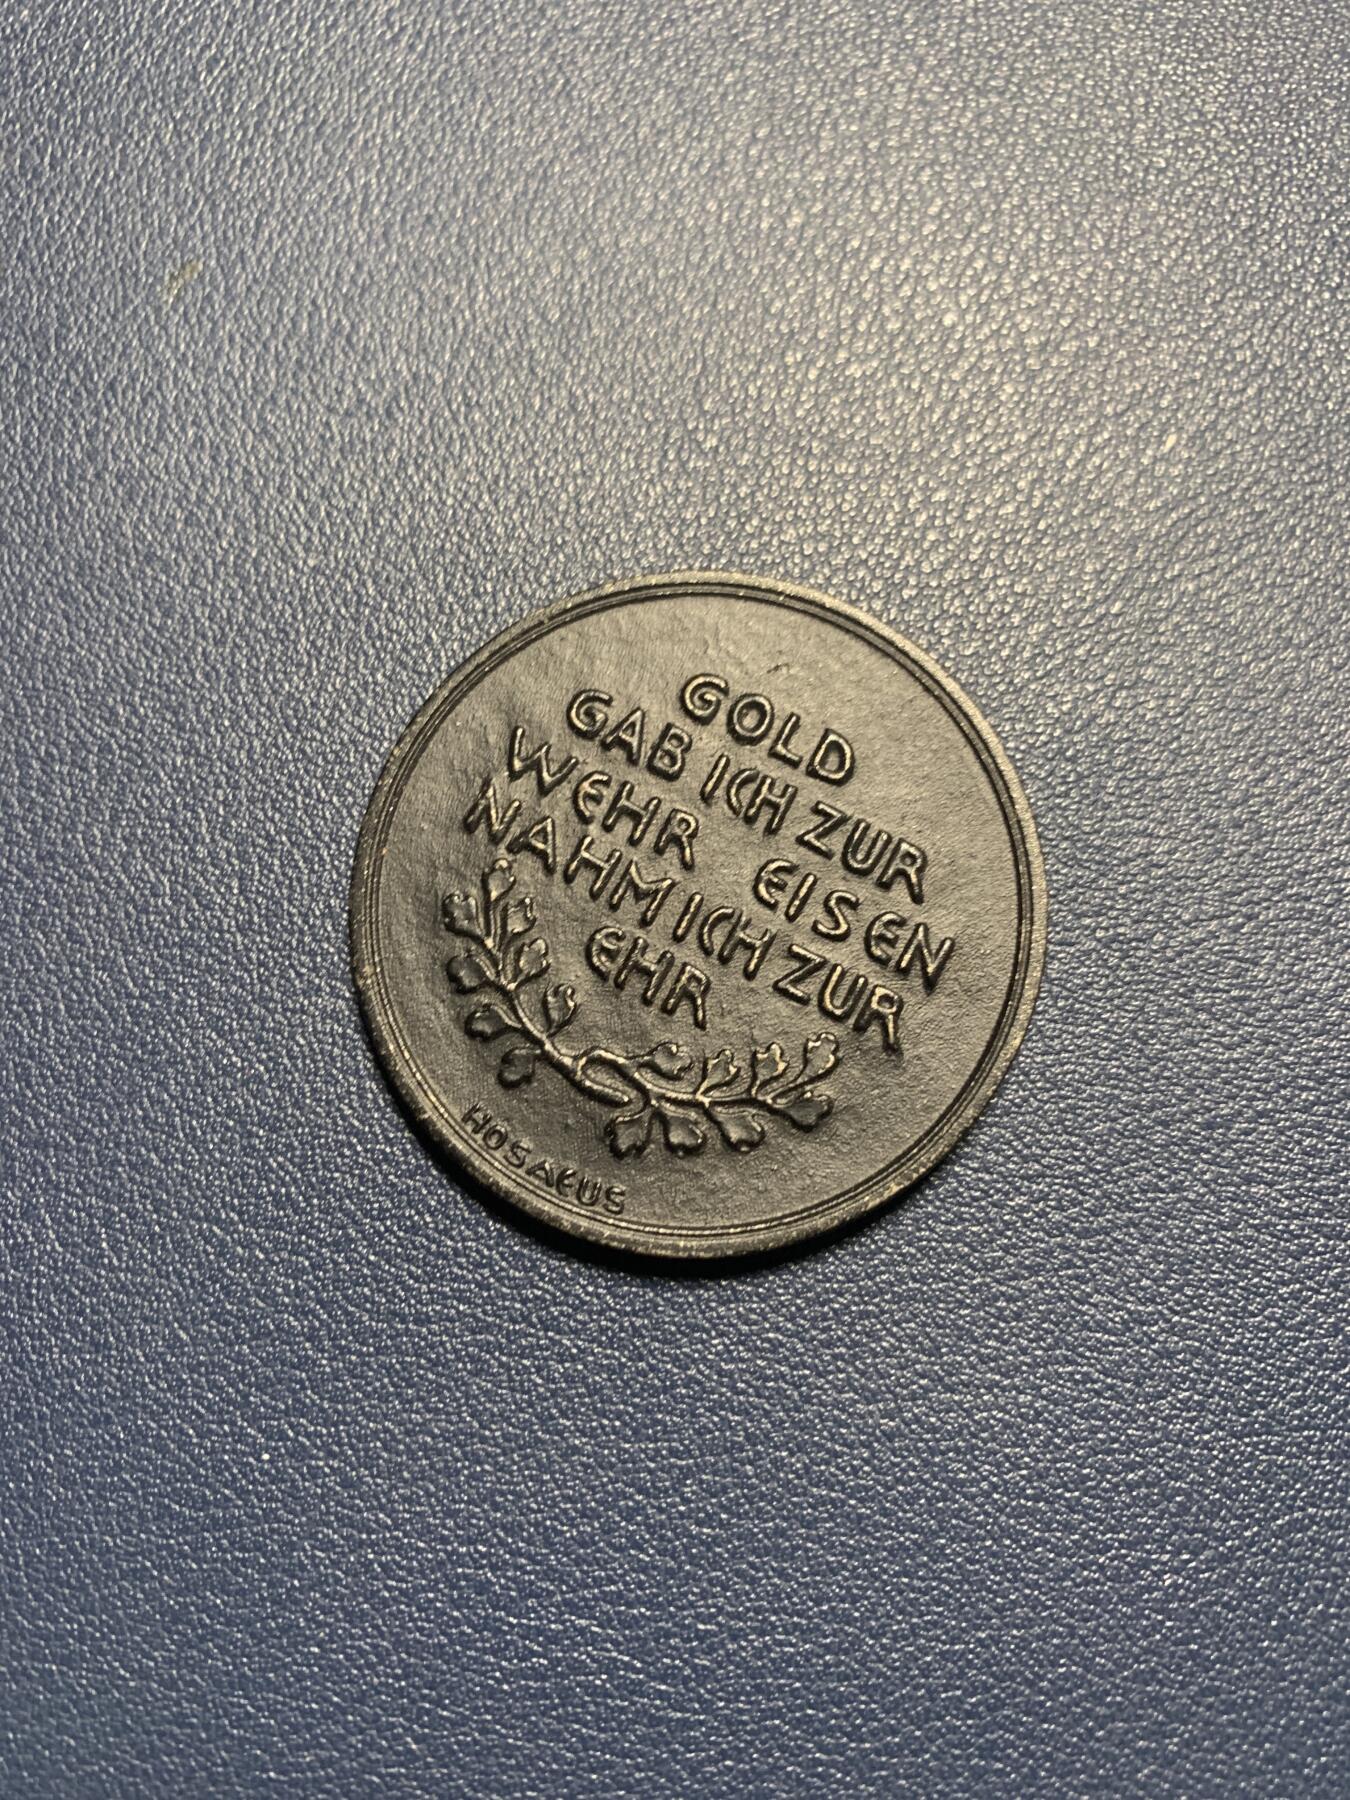 GOLD
GAB ICH ZUR
WEHR EISEN
NAHM ICH ZUR
EHR
HOSAEUS